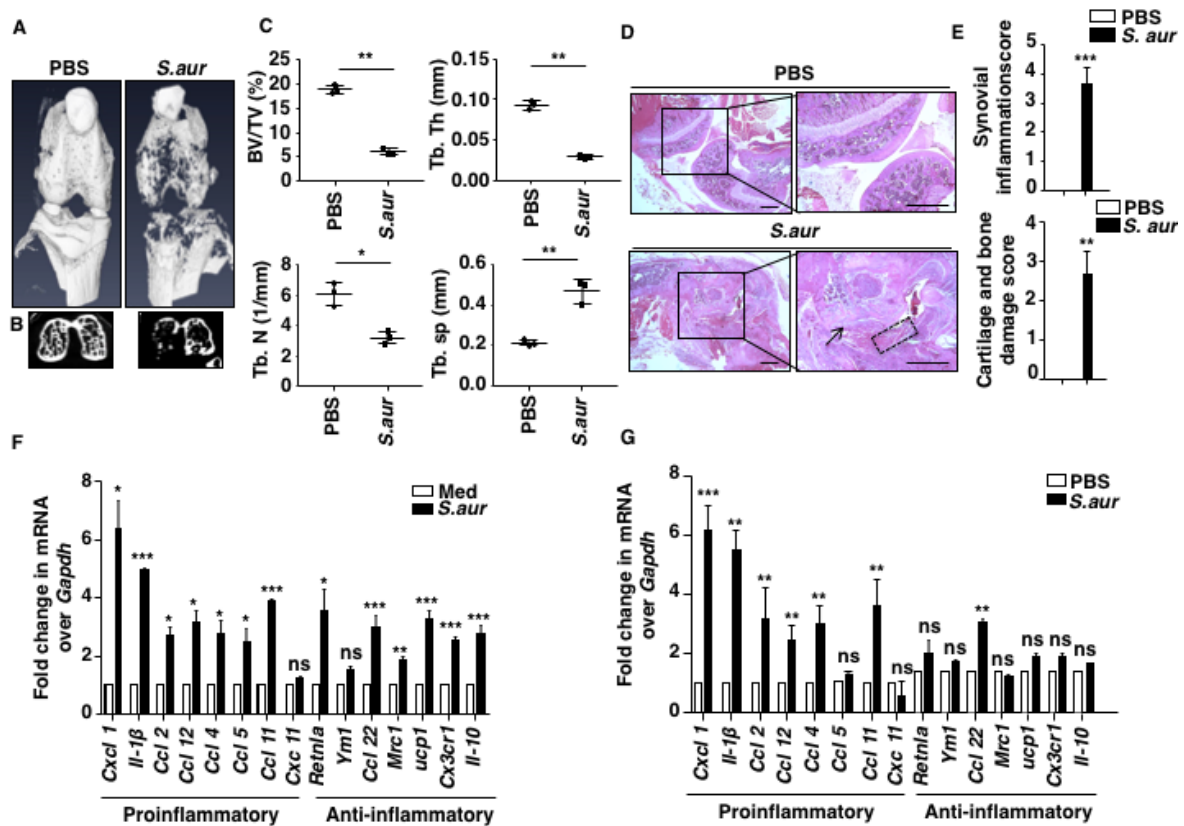 A
PBS
S.aur
B
C
BV/TV (%)
25
20
15
10
5
0
**
PBS
S.aur
Tb. Th (mm)
0.15
0.10
0.05
0.00
**
PBS
S.aur
Tb. N (1/mm)
8
6
4
2
0
*
PBS
S.aur
Tb. sp (mm)
0.6
0.4
0.2
0.0
**
PBS
S.aur
D
PBS
S.aur
E
PBS
S. aur
Synovial
inflammationscore
5
4
3
2
1
0
***
PBS
S. aur
Cartilage and bone
damage score
4
3
2
1
0
**
F
Med
S.aur
Fold change in mRNA
over Gapdh
8
6
4
2
0
*
***
*
*
*
*
***
ns
*
ns
***
**
***
***
***
Cxcl 1
Il-1β
Ccl 2
Ccl 12
Ccl 4
Ccl 5
Ccl 11
Cxc 11
Retnla
Ym1
Ccl 22
Mrc1
ucp1
Cx3cr1
Il-10
Proinflammatory
Anti-inflammatory
G
PBS
S.aur
Fold change in mRNA
over Gapdh
8
6
4
2
0
***
**
**
**
**
ns
**
ns
ns
ns
**
ns
ns
ns
ns
Cxcl 1
Il-1β
Ccl 2
Ccl 12
Ccl 4
Ccl 5
Ccl 11
Cxc 11
Retnla
Ym1
Ccl 22
Mrc1
ucp1
Cx3cr1
Il-10
Proinflammatory
Anti-inflammatory